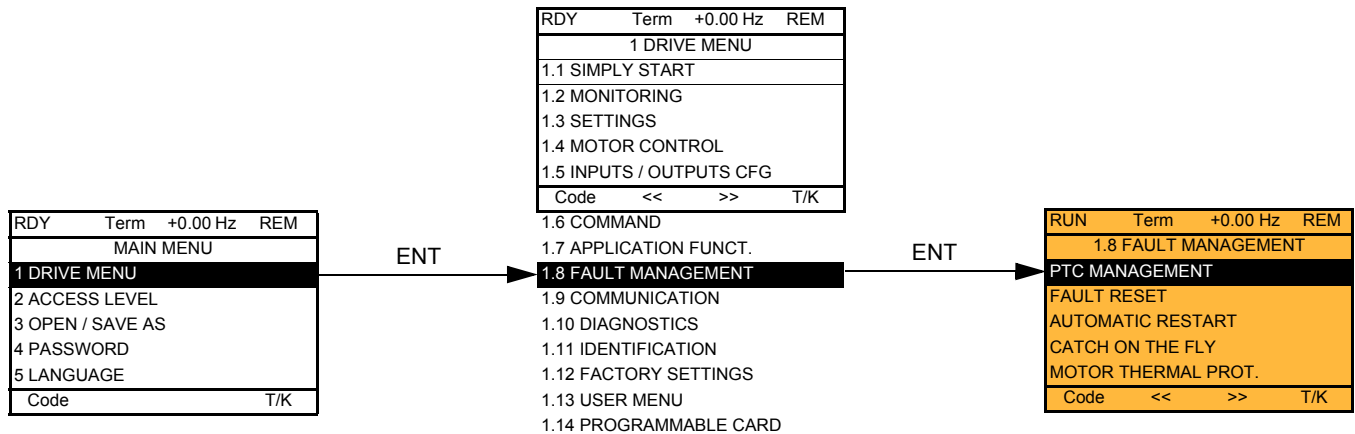 RDY Term +0.00 Hz REM
MAIN MENU
1 DRIVE MENU
2 ACCESS LEVEL
3 OPEN / SAVE AS
4 PASSWORD
5 LANGUAGE
Code T/K
ENT
RDY Term +0.00 Hz REM
1 DRIVE MENU
1.1 SIMPLY START
1.2 MONITORING
1.3 SETTINGS
1.4 MOTOR CONTROL
1.5 INPUTS / OUTPUTS CFG
Code << >> T/K
1.6 COMMAND
1.7 APPLICATION FUNCT.
1.8 FAULT MANAGEMENT
1.9 COMMUNICATION
1.10 DIAGNOSTICS
1.11 IDENTIFICATION
1.12 FACTORY SETTINGS
1.13 USER MENU
1.14 PROGRAMMABLE CARD
ENT
RUN Term +0.00 Hz REM
1.8 FAULT MANAGEMENT
PTC MANAGEMENT
FAULT RESET
AUTOMATIC RESTART
CATCH ON THE FLY
MOTOR THERMAL PROT.
Code << >> T/K